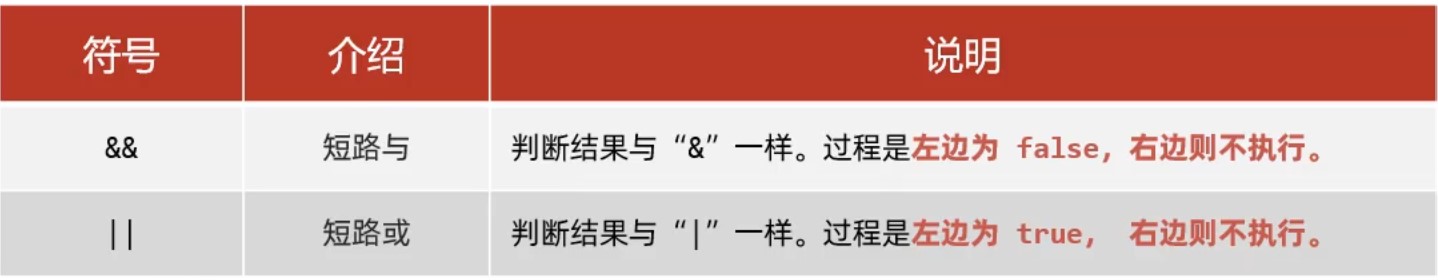 符号 介绍 说明
&& 短路与 判断结果与“&”一样。过程是左边为 false，右边则不执行。
|| 短路或 判断结果与“|”一样。过程是左边为 true， 右边则不执行。